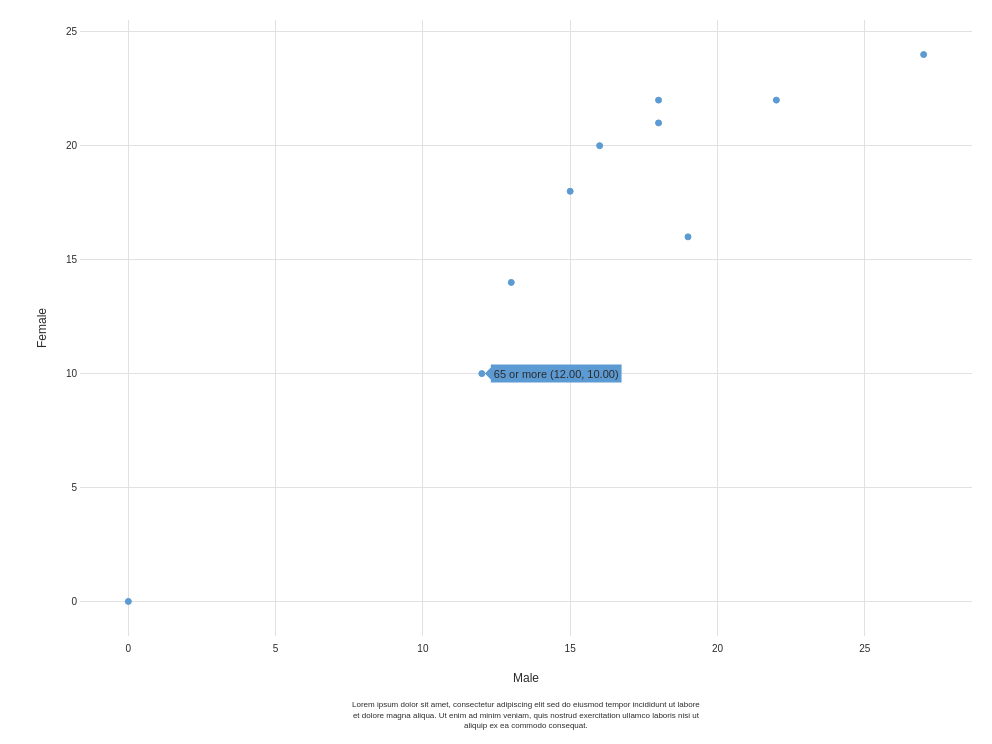 25
20
15
10
5
0
Female
65 or more (12.00, 10.00)
0 5 10 15 20 25
Male
Lorem ipsum dolor sit amet, consectetur adipiscing elit sed do eiusmod tempor incididunt ut labore
et dolore magna aliqua. Ut enim ad minim veniam, quis nostrud exercitation ullamco laboris nisi ut
aliquip ex ea commodo consequat.